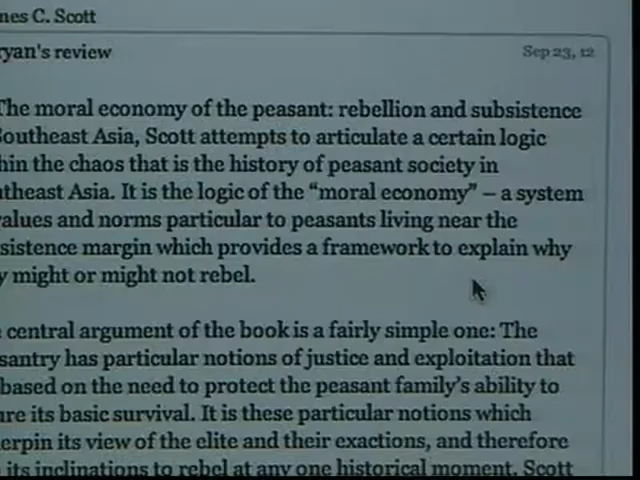 nes C. Scott
ryan's review
Sep 23, 12
The moral economy of the peasant: rebellion and subsistence
Southeast Asia, Scott attempts to articulate a certain logic
hin the chaos that is the history of peasant society in
theast Asia. It is the logic of the “moral economy” – a system
values and norms particular to peasants living near the
sistence margin which provides a framework to explain why
y might or might not rebel.
central argument of the book is a fairly simple one: The
santry has particular notions of justice and exploitation that
based on the need to protect the peasant family's ability to
ure its basic survival. It is these particular notions which
erpin its view of the elite and their exactions, and therefore
its inclinations to rebel at any one historical moment. Scott